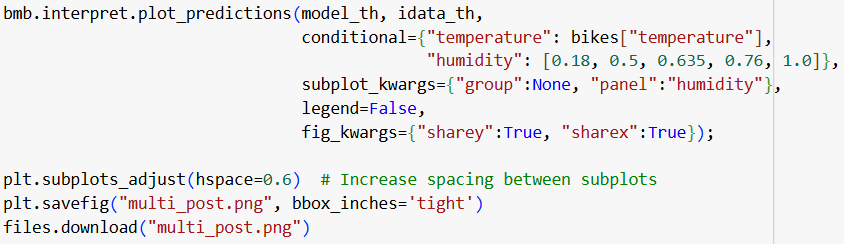 bmb.interpret.plot_predictions(model_th, idata_th,
conditional={"temperature": bikes["temperature"],
"humidity": [0.18, 0.5, 0.635, 0.76, 1.0]},
subplot_kwargs={"group":None, "panel":"humidity"},
legend=False,
fig_kwargs={"sharey":True, "sharex":True});
plt.subplots_adjust(hspace=0.6)  # Increase spacing between subplots
plt.savefig("multi_post.png", bbox_inches='tight')
files.download("multi_post.png")